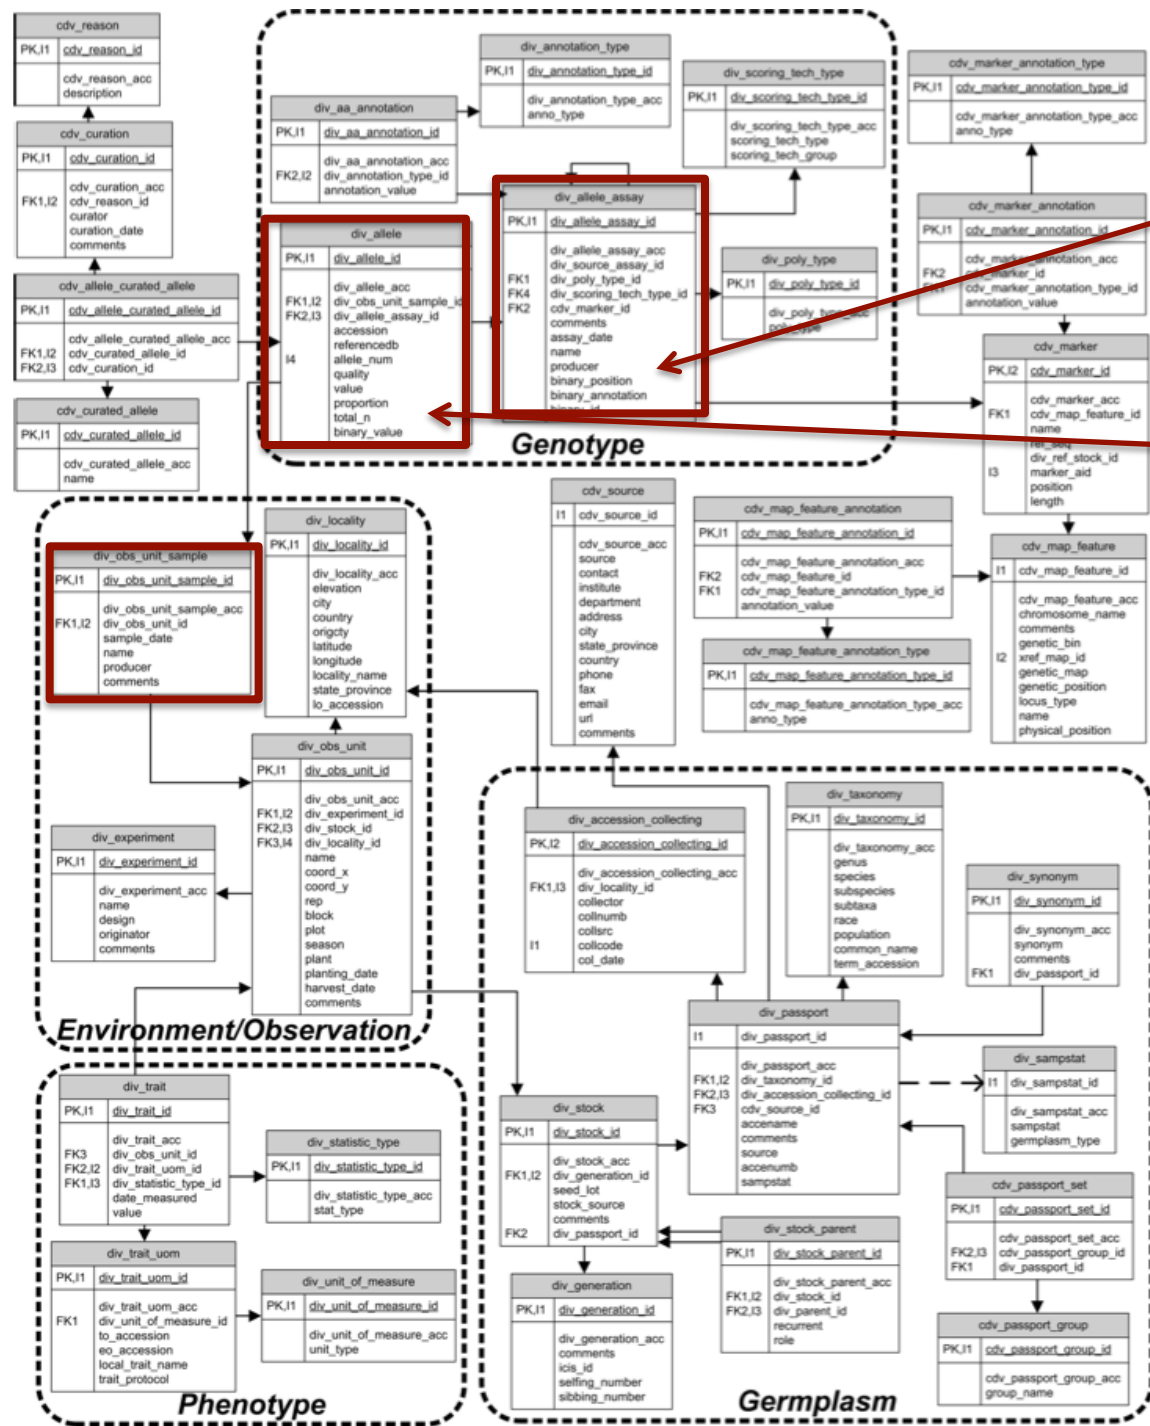 cdv_reason
PK,I1 cdv_reason_id
cdv_reason_acc
description
cdv_curation
PK,I1 cdv_curation_id
cdv_curation_acc
FK1,I2 cdv_reason_id
curator
curation_date
comments
cdv_allele_curated_allele
PK,I1 cdv_allele_curated_allele_id
cdv_allele_curated_allele_acc
FK1,I2 cdv_curated_allele_id
FK2,I3 cdv_curation_id
cdv_curated_allele
PK,I1 cdv_curated_allele_id
cdv_curated_allele_acc
name
div_annotation_type
PK,I1 div_annotation_type_id
div_annotation_type_acc
anno_type
div_aa_annotation
PK,I1 div_aa_annotation_id
div_aa_annotation_acc
FK2,I2 div_annotation_type_id
annotation_value
div_scoring_tech_type
PK,I1 div_scoring_tech_type_id
div_scoring_tech_type_acc
scoring_tech_type
scoring_tech_group
div_allele
PK,I1 div_allele_id
div_allele_acc
FK1,I2 div_obs_unit_sample_id
FK2,I3 div_allele_assay_id
accession
referencedb
I4 allele_num
quality
value
proportion
total_n
binary_value
div_allele_assay
PK,I1 div_allele_assay_id
div_allele_assay_acc
div_source_assay_id
FK1 div_poly_type_id
FK4 div_scoring_tech_type_id
FK2 cdv_marker_id
comments
assay_date
name
producer
binary_position
binary_annotation
binary_id
div_poly_type
PK,I1 div_poly_type_id
div_poly_type_acc
poly_type
Genotype
cdv_marker_annotation_type
PK,I1 cdv_marker_annotation_type_id
cdv_marker_annotation_type_acc
anno_type
cdv_marker_annotation
PK,I1 cdv_marker_annotation_id
cdv_marker_annotation_acc
FK2 cdv_marker_id
FK1 cdv_marker_annotation_type_id
annotation_value
cdv_marker
PK,I2 cdv_marker_id
cdv_marker_acc
FK1 cdv_map_feature_id
name
ref_seq
div_ref_stock_id
I3 marker_aid
position
length
div_obs_unit_sample
PK,I1 div_obs_unit_sample_id
div_obs_unit_sample_acc
FK1,I2 div_obs_unit_id
sample_date
name
producer
comments
div_locality
PK,I1 div_locality_id
div_locality_acc
elevation
city
country
origcty
latitude
longitude
locality_name
state_province
lo_accession
cdv_source
I1 cdv_source_id
cdv_source_acc
source
contact
institute
department
address
city
state_province
country
phone
fax
email
url
comments
cdv_map_feature_annotation
PK,I1 cdv_map_feature_annotation_id
cdv_map_feature_annotation_acc
FK2 cdv_map_feature_id
FK1 cdv_map_feature_annotation_type_id
annotation_value
cdv_map_feature_annotation_type
PK,I1 cdv_map_feature_annotation_type_id
cdv_map_feature_annotation_type_acc
anno_type
cdv_map_feature
I1 cdv_map_feature_id
cdv_map_feature_acc
chromosome_name
comments
genetic_bin
I2 xref_map_id
genetic_map
genetic_position
locus_type
name
physical_position
div_obs_unit
PK,I1 div_obs_unit_id
div_obs_unit_acc
FK1,I2 div_experiment_id
FK2,I3 div_stock_id
FK3,I4 div_locality_id
name
coord_x
coord_y
rep
block
plot
season
plant
planting_date
harvest_date
comments
div_experiment
PK,I1 div_experiment_id
div_experiment_acc
name
design
originator
comments
Environment/Observation
div_accession_collecting
PK,I2 div_accession_collecting_id
div_accession_collecting_acc
FK1,I3 div_locality_id
collector
collnumb
collsrc
I1 collcode
col_date
div_taxonomy
PK,I1 div_taxonomy_id
div_taxonomy_acc
genus
species
subspecies
subtaxa
race
population
common_name
term_accession
div_synonym
PK,I1 div_synonym_id
div_synonym_acc
synonym
comments
FK1 div_passport_id
div_passport
I1 div_passport_id
div_passport_acc
FK1,I2 div_taxonomy_id
FK2,I3 div_accession_collecting_id
FK3 cdv_source_id
accename
comments
source
accenumb
sampstat
div_sampstat
I1 div_sampstat_id
div_sampstat_acc
sampstat
germplasm_type
div_trait
PK,I1 div_trait_id
div_trait_acc
FK3 div_obs_unit_id
FK2,I2 div_trait_uom_id
FK1,I3 div_statistic_type_id
date_measured
value
div_statistic_type
PK,I1 div_statistic_type_id
div_statistic_type_acc
stat_type
div_trait_uom
PK,I1 div_trait_uom_id
div_trait_uom_acc
FK1 div_unit_of_measure_id
to_accession
eo_accession
local_trait_name
trait_protocol
div_unit_of_measure
PK,I1 div_unit_of_measure_id
div_unit_of_measure_acc
unit_type
Phenotype
div_stock
PK,I1 div_stock_id
div_stock_acc
FK1,I2 div_generation_id
seed_lot
stock_source
comments
FK2 div_passport_id
div_generation
PK,I1 div_generation_id
div_generation_acc
comments
icis_id
selfing_number
sibbing_number
div_stock_parent
PK,I1 div_stock_parent_id
div_stock_parent_acc
FK1,I2 div_stock_id
FK2,I3 div_parent_id
recurrent
role
cdv_passport_set
PK,I1 cdv_passport_set_id
cdv_passport_set_acc
FK2,I3 cdv_passport_group_id
FK1 div_passport_id
cdv_passport_group
PK,I1 cdv_passport_group_id
cdv_passport_group_acc
group_name
Germplasm